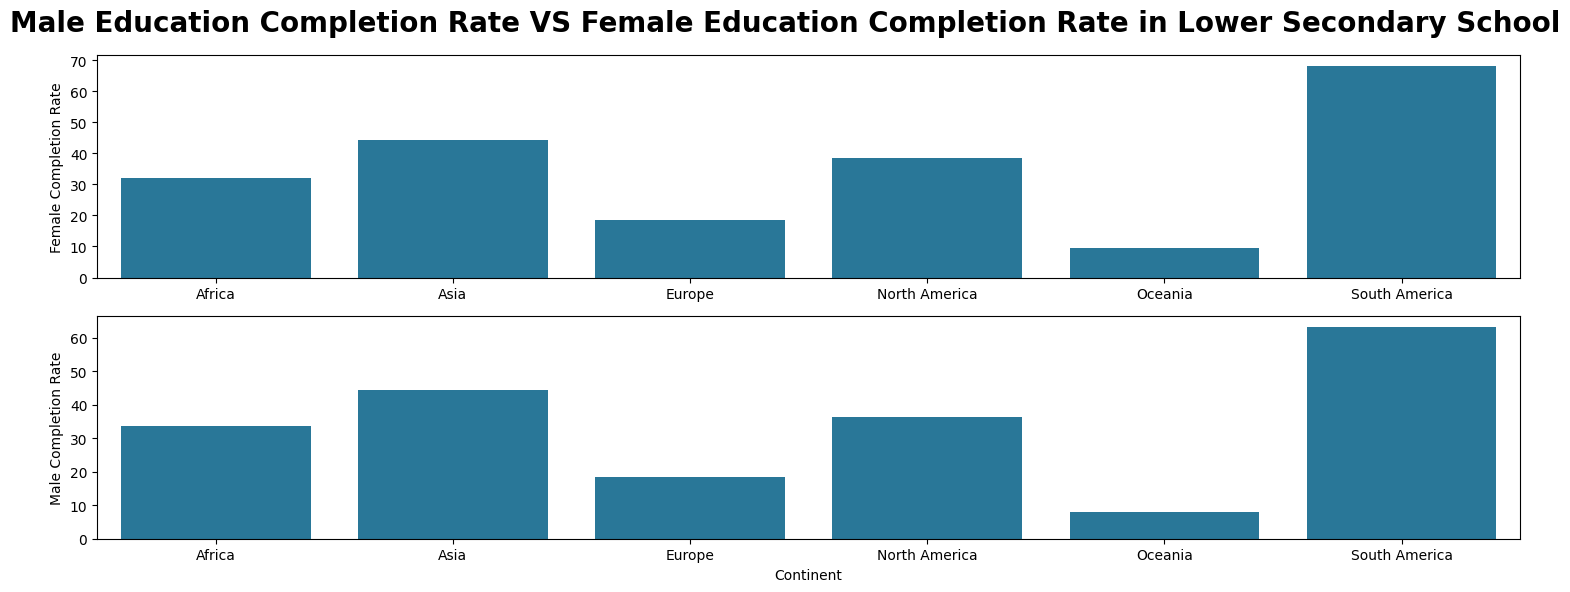 Male Education Completion Rate VS Female Education Completion Rate in Lower Secondary School
Female Completion Rate
70
60
50
40
30
20
10
0
Africa Asia Europe North America Oceania South America
Male Completion Rate
60
50
40
30
20
10
0
Africa Asia Europe North America Oceania South America
Continent